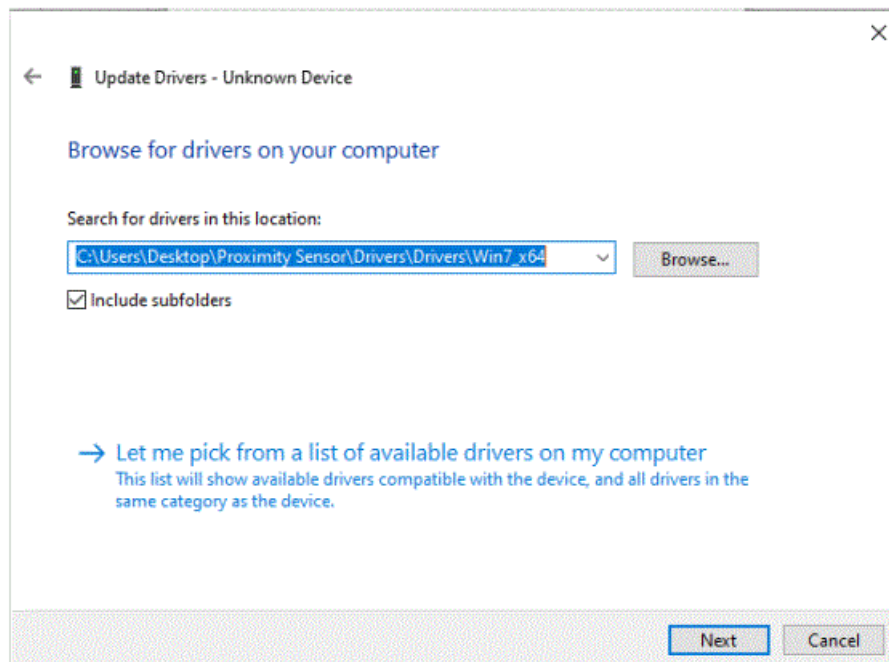 Update Drivers - Unknown Device
Browse for drivers on your computer
Search for drivers in this location:
C:\Users\Desktop\Proximity Sensor\Drivers\Drivers\Win7_x64
Browse...
Include subfolders
Let me pick from a list of available drivers on my computer
This list will show available drivers compatible with the device, and all drivers in the
same category as the device.
Next
Cancel